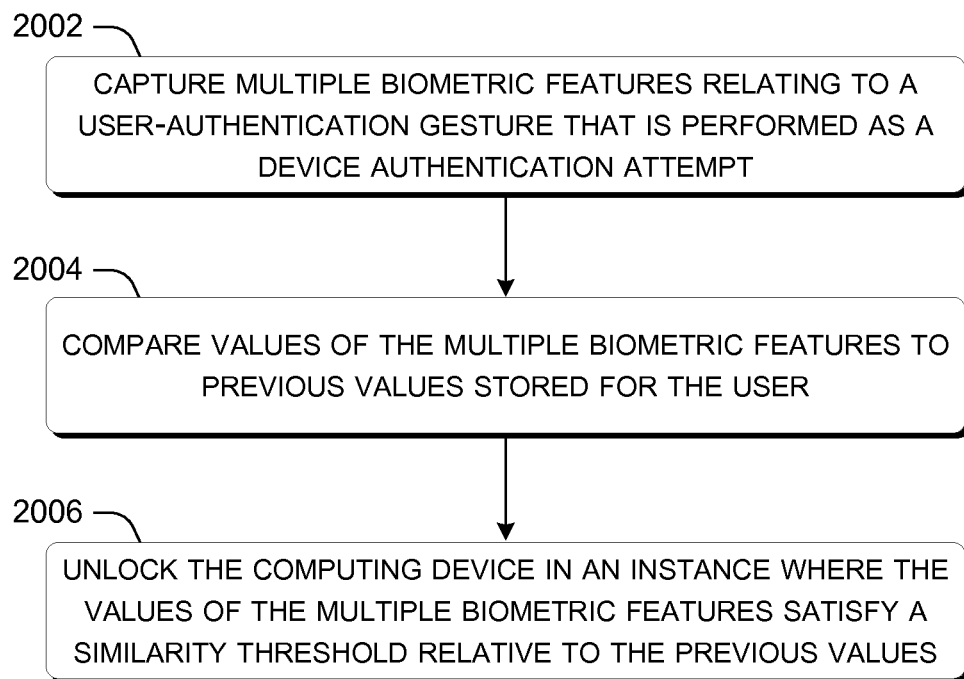 2002
CAPTURE MULTIPLE BIOMETRIC FEATURES RELATING TO A
USER-AUTHENTICATION GESTURE THAT IS PERFORMED AS A
DEVICE AUTHENTICATION ATTEMPT
2004
COMPARE VALUES OF THE MULTIPLE BIOMETRIC FEATURES TO
PREVIOUS VALUES STORED FOR THE USER
2006
UNLOCK THE COMPUTING DEVICE IN AN INSTANCE WHERE THE
VALUES OF THE MULTIPLE BIOMETRIC FEATURES SATISFY A
SIMILARITY THRESHOLD RELATIVE TO THE PREVIOUS VALUES